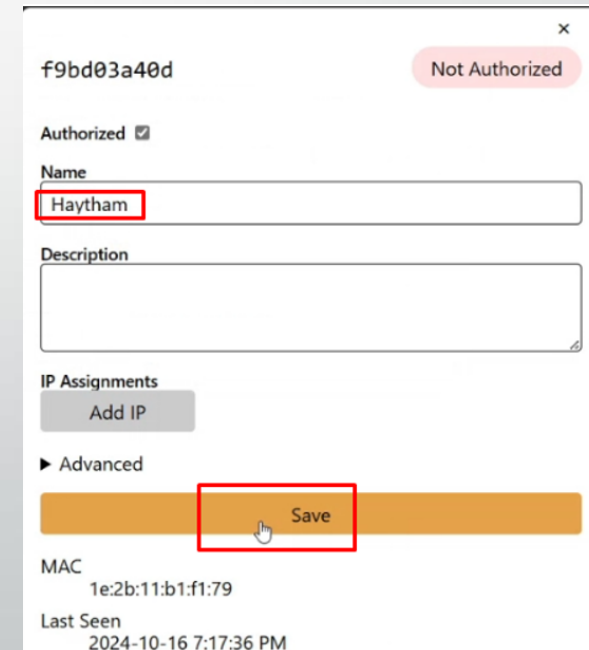 ×
f9bd03a40d Not Authorized
Authorized
Name
Haytham
Description
IP Assignments
Add IP
▶ Advanced
Save
MAC
1e:2b:11:b1:f1:79
Last Seen
2024-10-16 7:17:36 PM